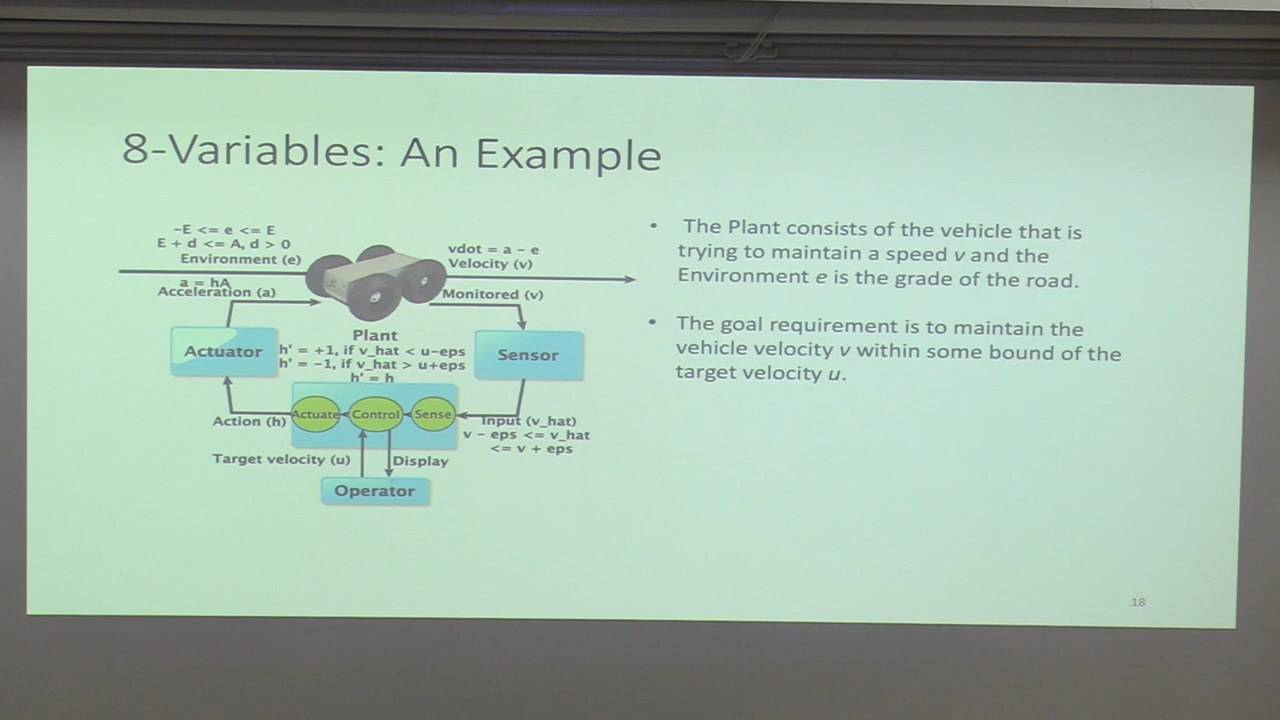 8-Variables: An Example
-E <= e <= E
E + d <= A, d > 0
Environment (e)
a = hA
Acceleration (a)
vdot = a - e
Velocity (v)
Monitored (v)
Plant
Actuator
h' = +1, if v_hat < u-eps
h' = -1, if v_hat > u+eps
h' = h
Sensor
Action (h)
Actuate
Control
Sense
Input (v_hat)
v - eps <= v_hat
<= v + eps
Target velocity (u)
Display
Operator
• The Plant consists of the vehicle that is
trying to maintain a speed v and the
Environment e is the grade of the road.
• The goal requirement is to maintain the
vehicle velocity v within some bound of the
target velocity u.
18